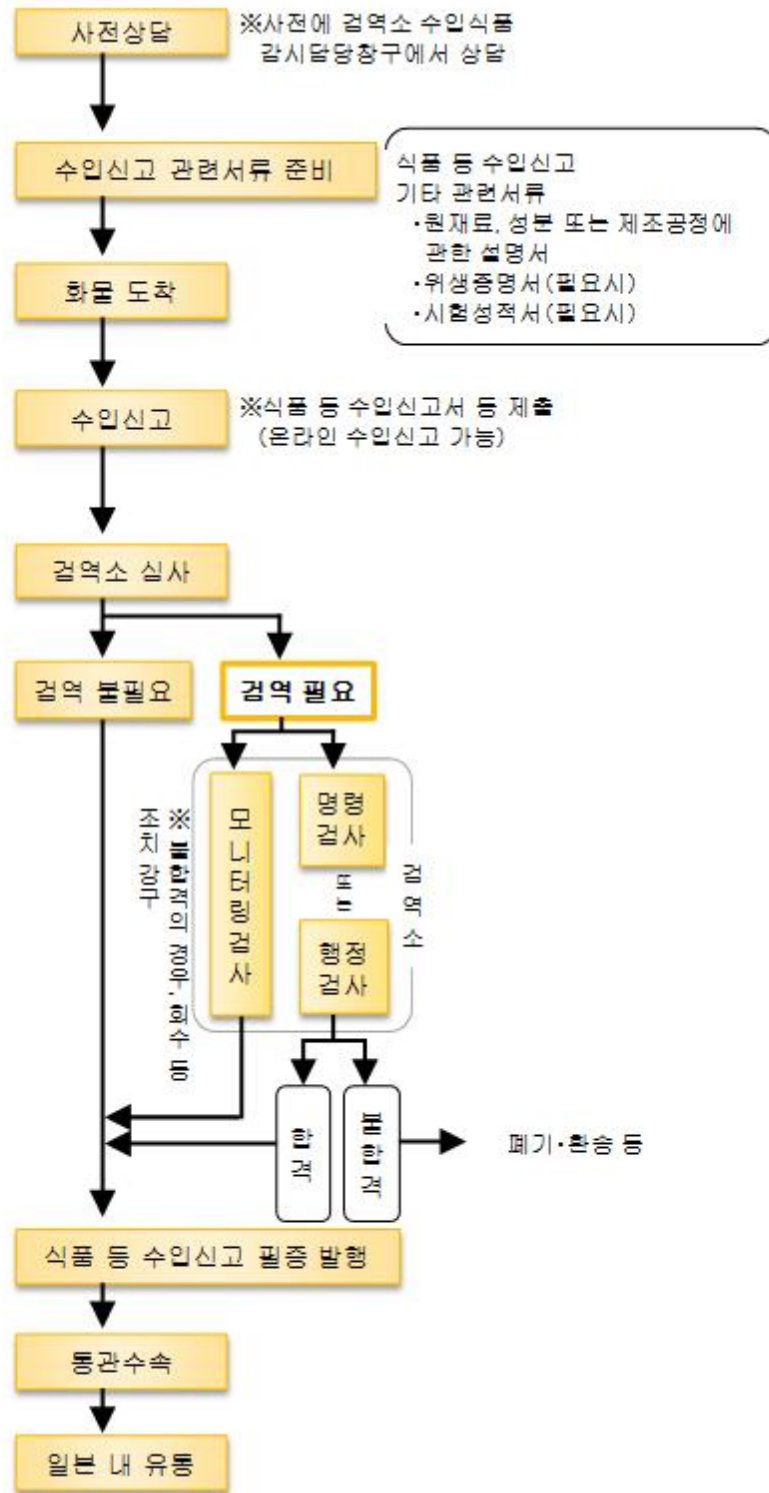 사전상담
※사전에 검역소 수입식품
감시담당창구에서 상담
수입신고 관련서류 준비
식품 등 수입신고
기타 관련서류
·원재료, 성분 또는 제조공정에
관한 설명서
·위생증명서(필요시)
·시험성적서(필요시)
화물 도착
수입신고
※식품 등 수입신고서 등 제출
(온라인 수입신고 가능)
검역소 심사
검역 불필요
검역 필요
※ 불합격의 경우, 회수 등
조치 강구
모니터링검사
명령
검사
또는
행정
검사
검역소
합격
불합격
폐기·환송 등
식품 등 수입신고 필증 발행
통관수속
일본 내 유통